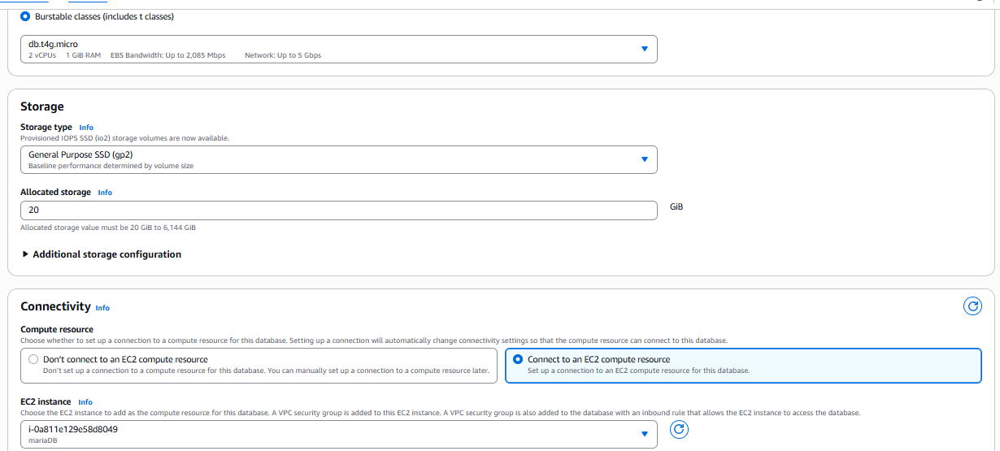 Burstable classes (includes t classes)
db.t4g.micro
2 vCPUs 1 GiB RAM EBS Bandwidth: Up to 2,085 Mbps Network: Up to 5 Gbps
Storage
Storage type Info
Provisioned IOPS SSD (io2) storage volumes are now available.
General Purpose SSD (gp2)
Baseline performance determined by volume size
Allocated storage Info
20 GiB
Allocated storage value must be 20 GiB to 6,144 GiB
Additional storage configuration
Connectivity Info
Compute resource
Choose whether to set up a connection to a compute resource for this database. Setting up a connection will automatically change connectivity settings so that the compute resource can connect to this database.
Don't connect to an EC2 compute resource
Don't set up a connection to a compute resource for this database. You can manually set up a connection to a compute resource later.
Connect to an EC2 compute resource
Set up a connection to an EC2 compute resource for this database.
EC2 instance Info
Choose the EC2 instance to add as the compute resource for this database. A VPC security group is added to this EC2 instance. A VPC security group is also added to the database with an inbound rule that allows the EC2 instance to access the database.
i-0a811e129e58d8049
mariaDB